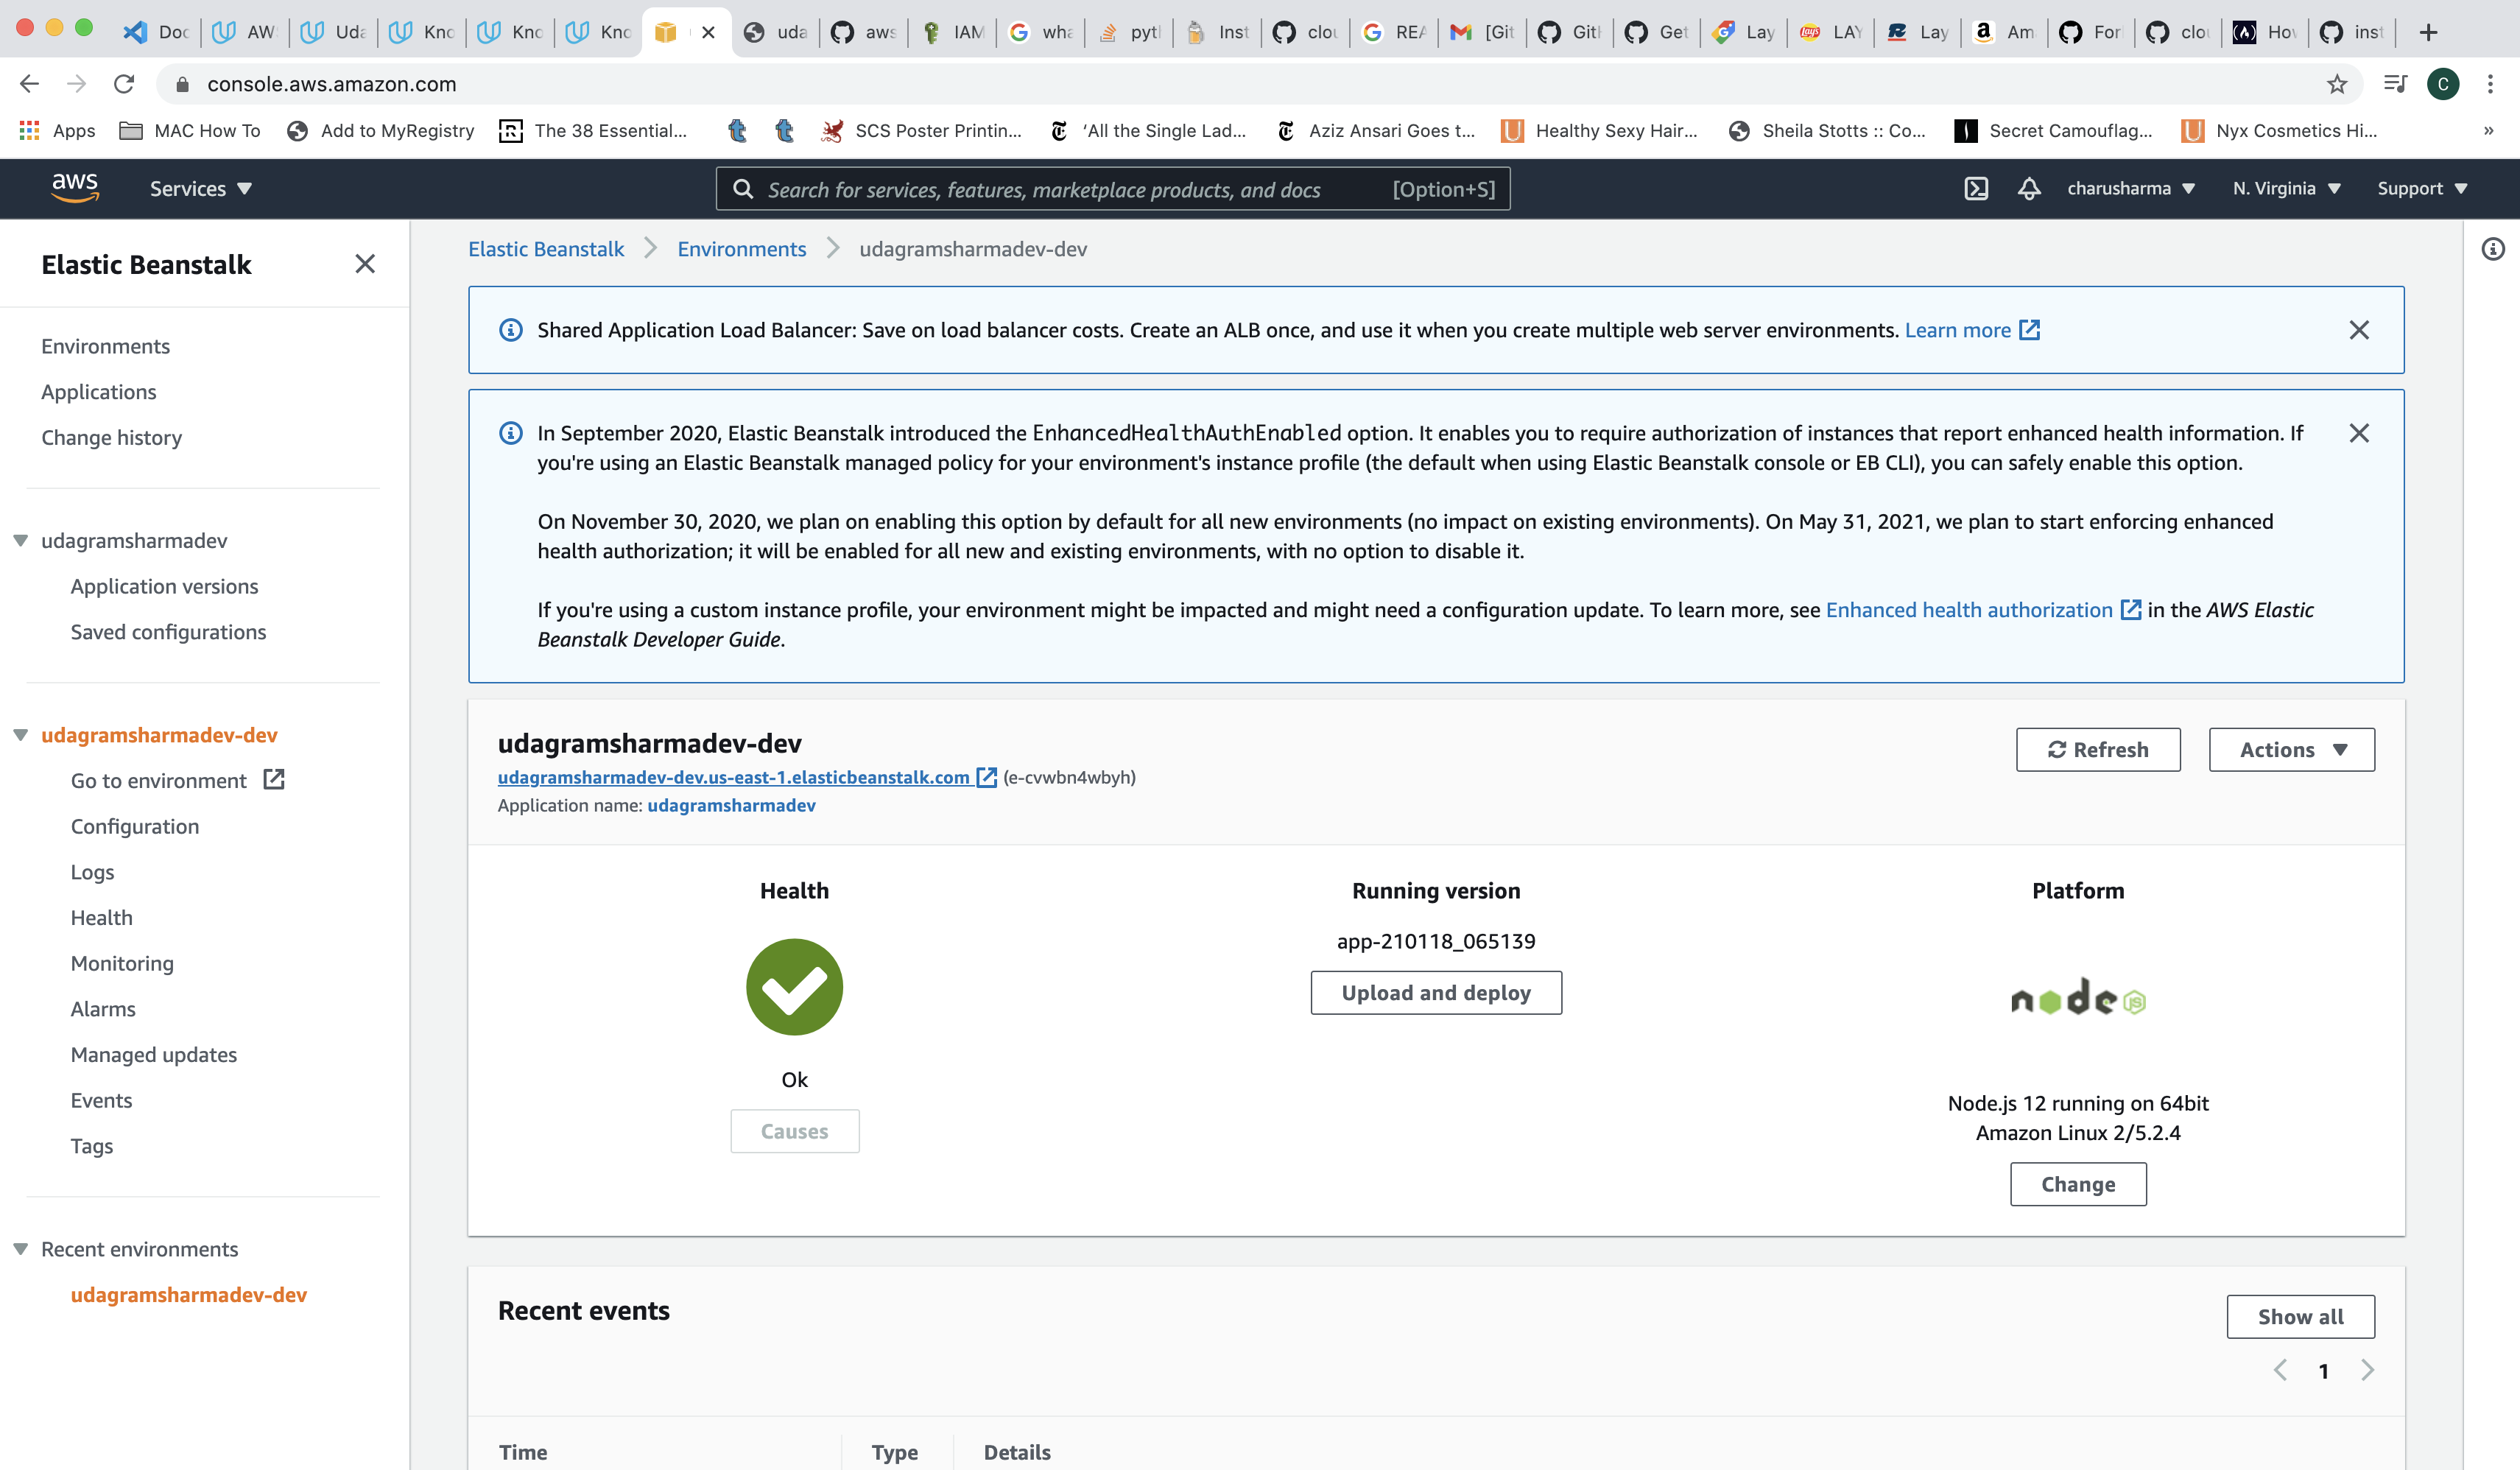 Doc
AW
Uda
Kno
Kno
Kno
uda
aws
IAM
wha
pyt
Inst
clou
REA
[Git
Gith
Get
Lay
LAY
Lay
Am
For
clou
How
inst
console.aws.amazon.com
C
Apps
MAC How To
Add to MyRegistry
The 38 Essential...
SCS Poster Printin...
‘All the Single Lad...
Aziz Ansari Goes t...
Healthy Sexy Hair...
Sheila Stotts :: Co...
Secret Camouflag...
Nyx Cosmetics Hi...
»
aws
Services
Search for services, features, marketplace products, and docs
[Option+S]
charusharma
N. Virginia
Support
Elastic Beanstalk
Environments
Applications
Change history
udagramsharmadev
Application versions
Saved configurations
udagramsharmadev-dev
Go to environment
Configuration
Logs
Health
Monitoring
Alarms
Managed updates
Events
Tags
Recent environments
udagramsharmadev-dev
Elastic Beanstalk
Environments
udagramsharmadev-dev
Shared Application Load Balancer: Save on load balancer costs. Create an ALB once, and use it when you create multiple web server environments. Learn more
In September 2020, Elastic Beanstalk introduced the EnhancedHealthAuthEnabled option. It enables you to require authorization of instances that report enhanced health information. If
you're using an Elastic Beanstalk managed policy for your environment's instance profile (the default when using Elastic Beanstalk console or EB CLI), you can safely enable this option.
On November 30, 2020, we plan on enabling this option by default for all new environments (no impact on existing environments). On May 31, 2021, we plan to start enforcing enhanced
health authorization; it will be enabled for all new and existing environments, with no option to disable it.
If you're using a custom instance profile, your environment might be impacted and might need a configuration update. To learn more, see Enhanced health authorization in the AWS Elastic
Beanstalk Developer Guide.
udagramsharmadev-dev
udagramsharmadev-dev.us-east-1.elasticbeanstalk.com (e-cvwbn4wbyh)
Application name: udagramsharmadev
Refresh
Actions
Health
Ok
Causes
Running version
app-210118_065139
Upload and deploy
Platform
node JS
Node.js 12 running on 64bit
Amazon Linux 2/5.2.4
Change
Recent events
Show all
1
Time
Type
Details